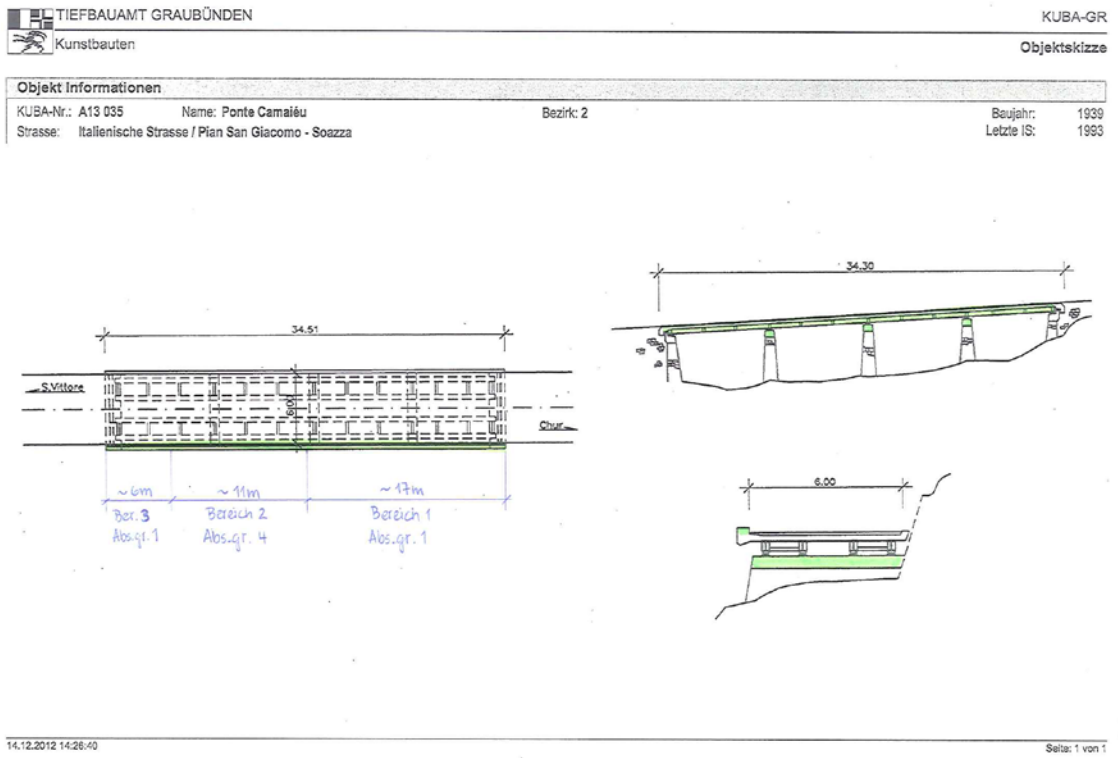 TIEFBAUAMT GRAUBÜNDEN
KUBA-GR
Kunstbauten
Objektskizze
Objekt Informationen
KUBA-Nr.: A13 035 Name: Ponte Camaiéu Bezirk: 2 Baujahr: 1939
Strasse: Italienische Strasse / Pian San Giacomo - Soazza Letzte IS: 1993
34.30
34.51
S.Vittore
6.00
Chur
~6m ~11m ~17m
Ber. 3 Bereich 2 Bereich 1
Abs.gr. 1 Abs.gr. 4 Abs.gr. 1
6.00
14.12.2012 14:26:40
Seite: 1 von 1